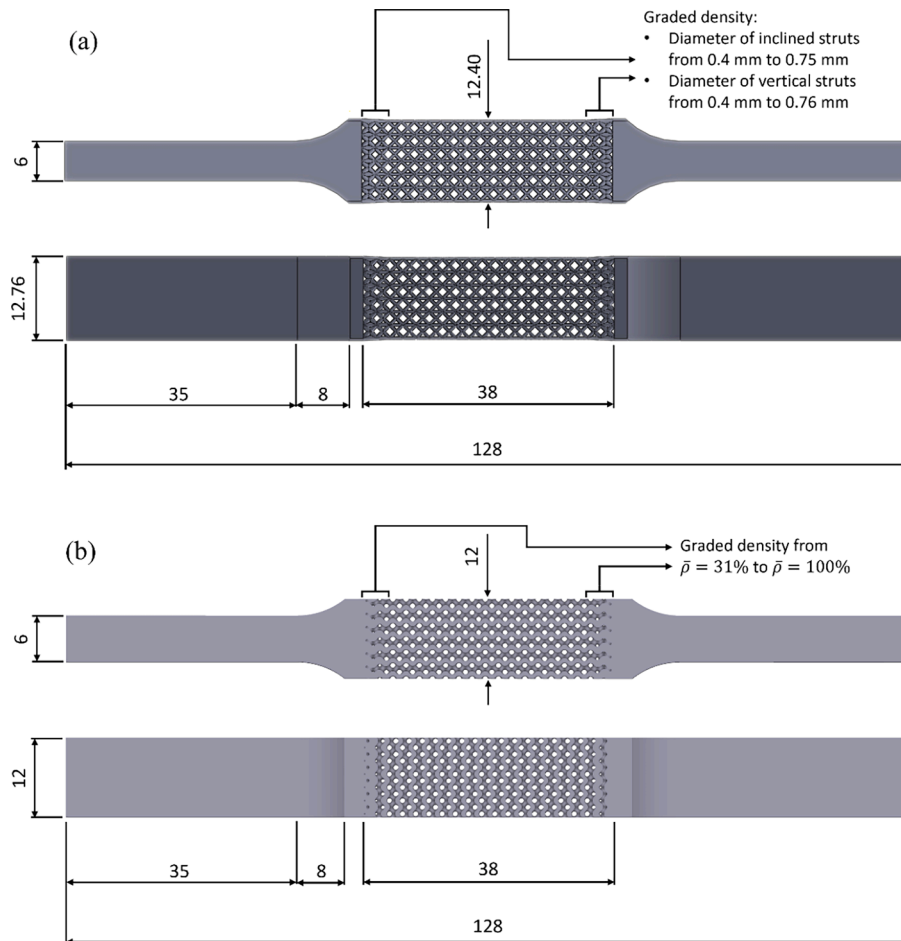 (a)
Graded density:
• Diameter of inclined struts
from 0.4 mm to 0.75 mm
• Diameter of vertical struts
from 0.4 mm to 0.76 mm
12.40
6
12.76
35
8
38
128
(b)
Graded density from
ρ̄ = 31% to ρ̄ = 100%
12
6
12
35
8
38
128